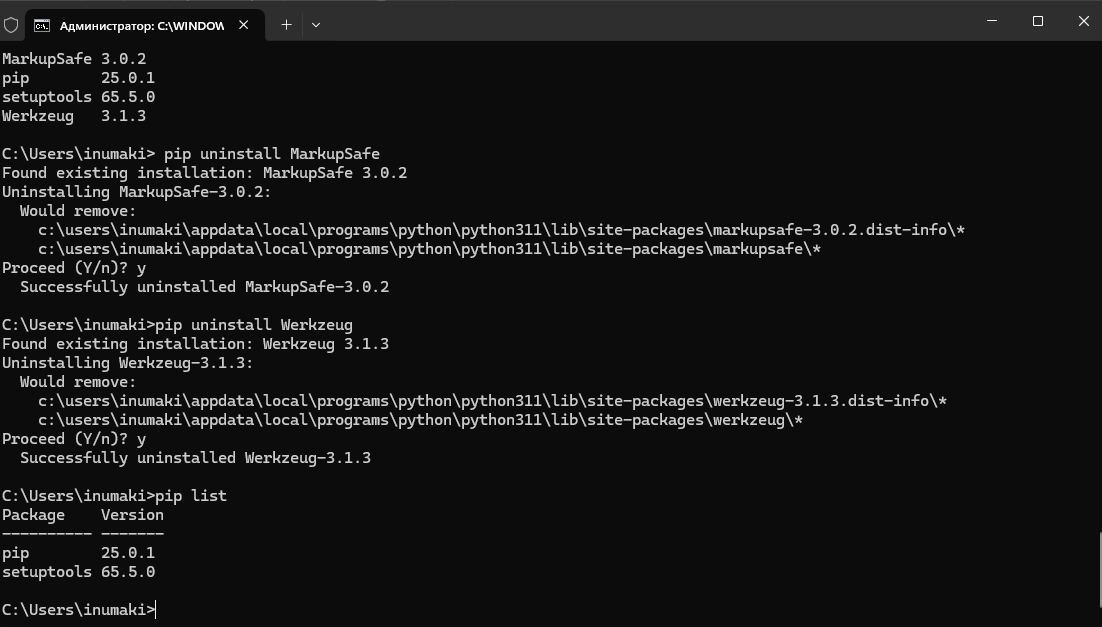 Администратор: C:\WINDOW
MarkupSafe 3.0.2
pip        25.0.1
setuptools 65.5.0
Werkzeug   3.1.3
C:\Users\inumaki> pip uninstall MarkupSafe
Found existing installation: MarkupSafe 3.0.2
Uninstalling MarkupSafe-3.0.2:
  Would remove:
    c:\users\inumaki\appdata\local\programs\python\python311\lib\site-packages\markupsafe-3.0.2.dist-info\*
    c:\users\inumaki\appdata\local\programs\python\python311\lib\site-packages\markupsafe\*
Proceed (Y/n)? y
  Successfully uninstalled MarkupSafe-3.0.2
C:\Users\inumaki>pip uninstall Werkzeug
Found existing installation: Werkzeug 3.1.3
Uninstalling Werkzeug-3.1.3:
  Would remove:
    c:\users\inumaki\appdata\local\programs\python\python311\lib\site-packages\werkzeug-3.1.3.dist-info\*
    c:\users\inumaki\appdata\local\programs\python\python311\lib\site-packages\werkzeug\*
Proceed (Y/n)? y
  Successfully uninstalled Werkzeug-3.1.3
C:\Users\inumaki>pip list
Package    Version
---------- -------
pip        25.0.1
setuptools 65.5.0
C:\Users\inumaki>